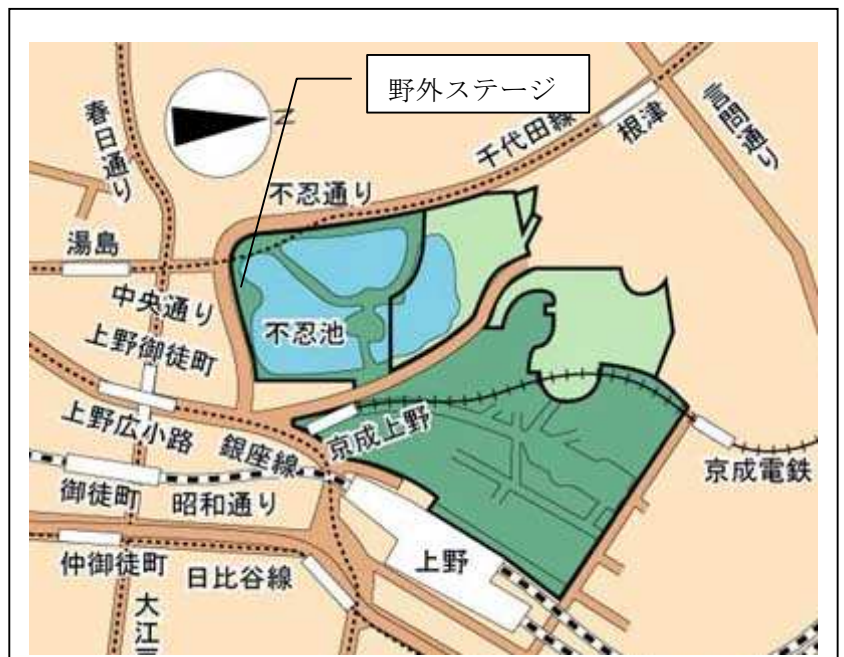 野外ステージ
N
春日通り
千代田線
根津
言問通り
不忍通り
湯島
中央通り
上野御徒町
不忍池
上野広小路
銀座線
京成上野
京成電鉄
御徒町
昭和通り
仲御徒町
日比谷線
上野
大江